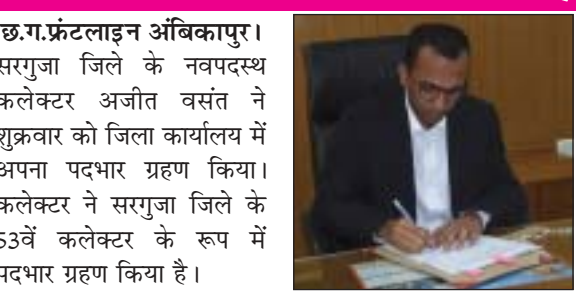 छ.ग.फ्रंटलाइन अंबिकापुर।
सरगुजा जिले के नवपदस्थ
कलेक्टर अजीत वसंत ने
शुक्रवार को जिला कार्यालय में
अपना पदभार ग्रहण किया।
कलेक्टर ने सरगुजा जिले के
53वें कलेक्टर के रूप में
पदभार ग्रहण किया है।